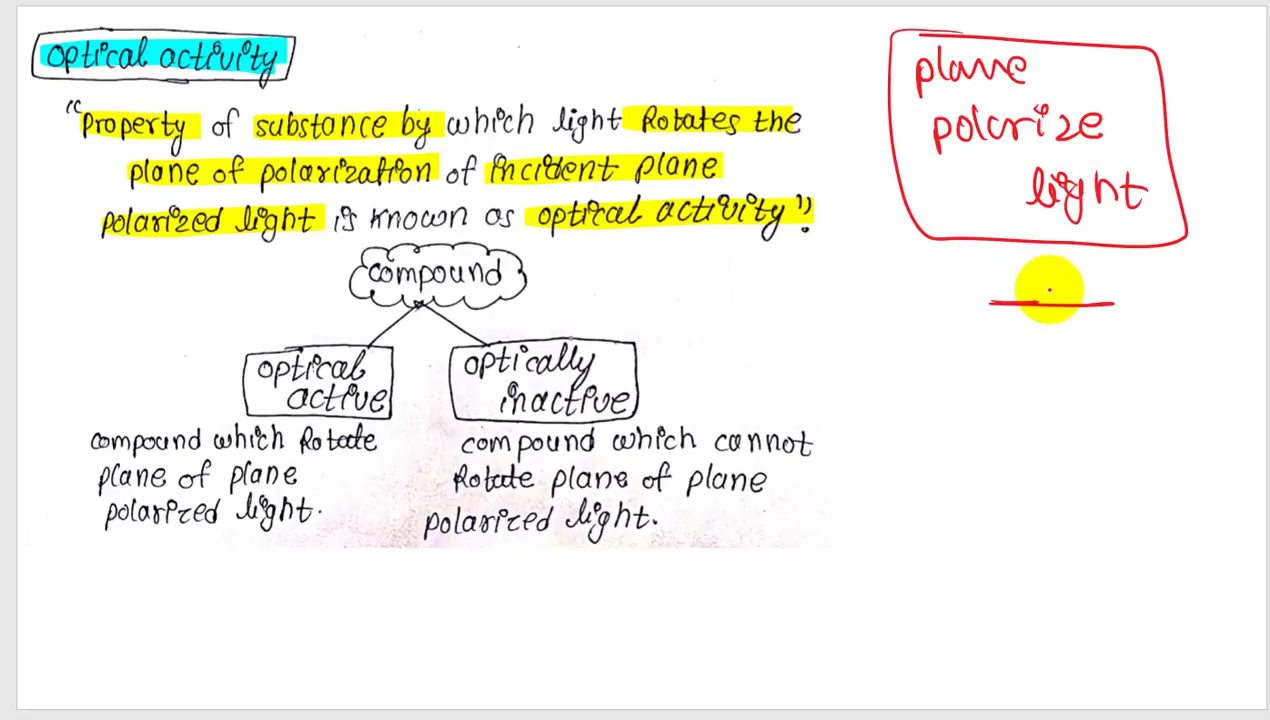 optical activity
"Property of substance by which light Rotates the
plane of polarization of incident plane
polarized light is known as optical activity".
compound
optical
active
optically
inactive
compound which Rotate
plane of plane
polarized light.
compound which cannot
Rotate plane of plane
polarized light.
plane
polarize
light